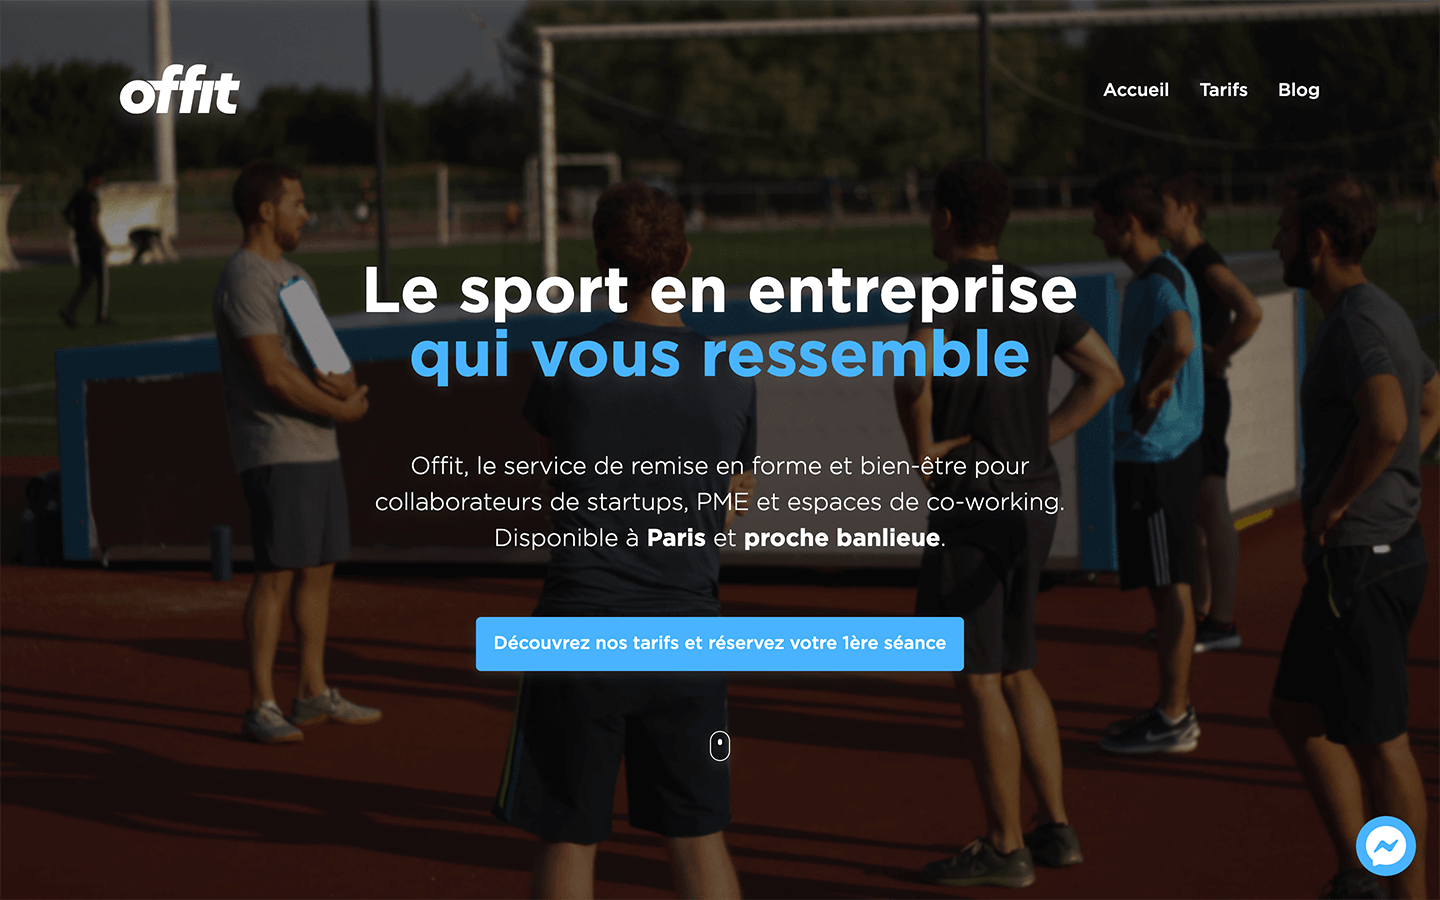 offit
Accueil Tarifs Blog
Le sport en entreprise
qui vous ressemble
Offit, le service de remise en forme et bien-être pour
collaborateurs de startups, PME et espaces de co-working.
Disponible à Paris et proche banlieue.
Découvrez nos tarifs et réservez votre 1ère séance